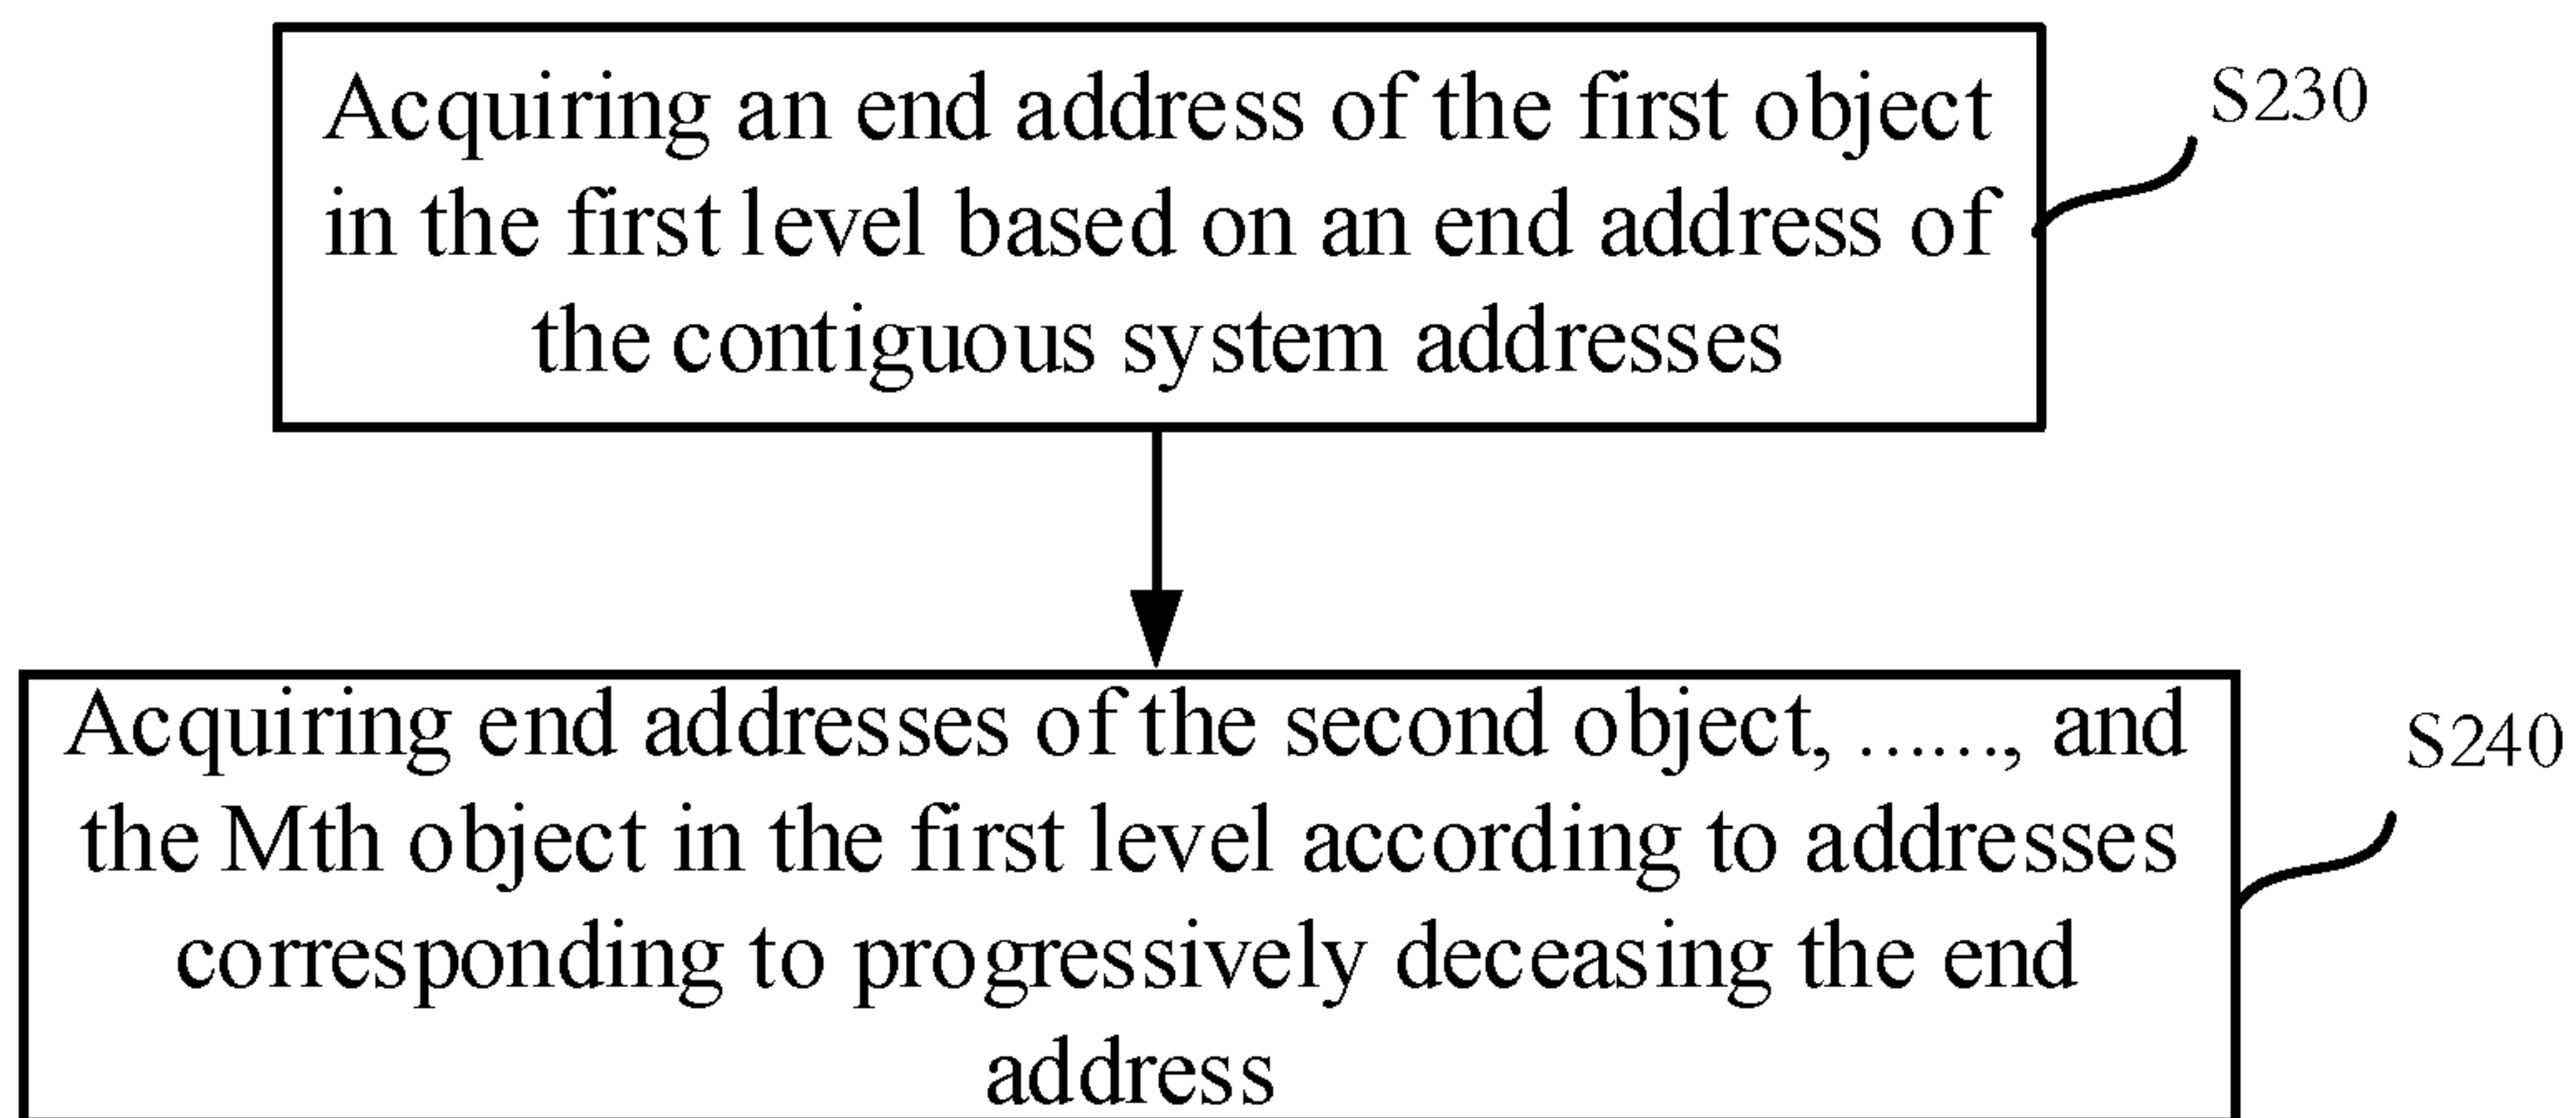 Acquiring an end address of the first object
in the first level based on an end address of
the contiguous system addresses
S230
Acquiring end addresses of the second object, ......, and
the Mth object in the first level according to addresses
corresponding to progressively deceasing the end
address
S240